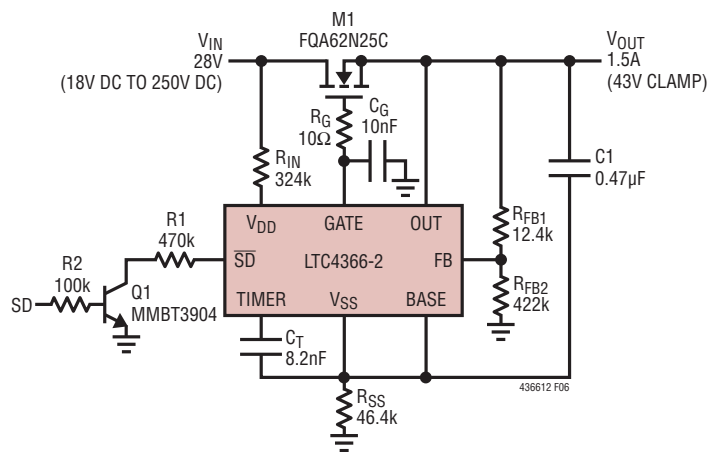 M1
FQA62N25C
VIN
28V
(18V DC TO 250V DC)
VOUT
1.5A
(43V CLAMP)
RG
10Ω
CG
10nF
RIN
324k
C1
0.47µF
VDD
GATE
OUT
RFB1
12.4k
R1
470k
SD
LTC4366-2
FB
R2
100k
SD
Q1
MMBT3904
TIMER
VSS
BASE
RFB2
422k
CT
8.2nF
436612 F06
RSS
46.4k